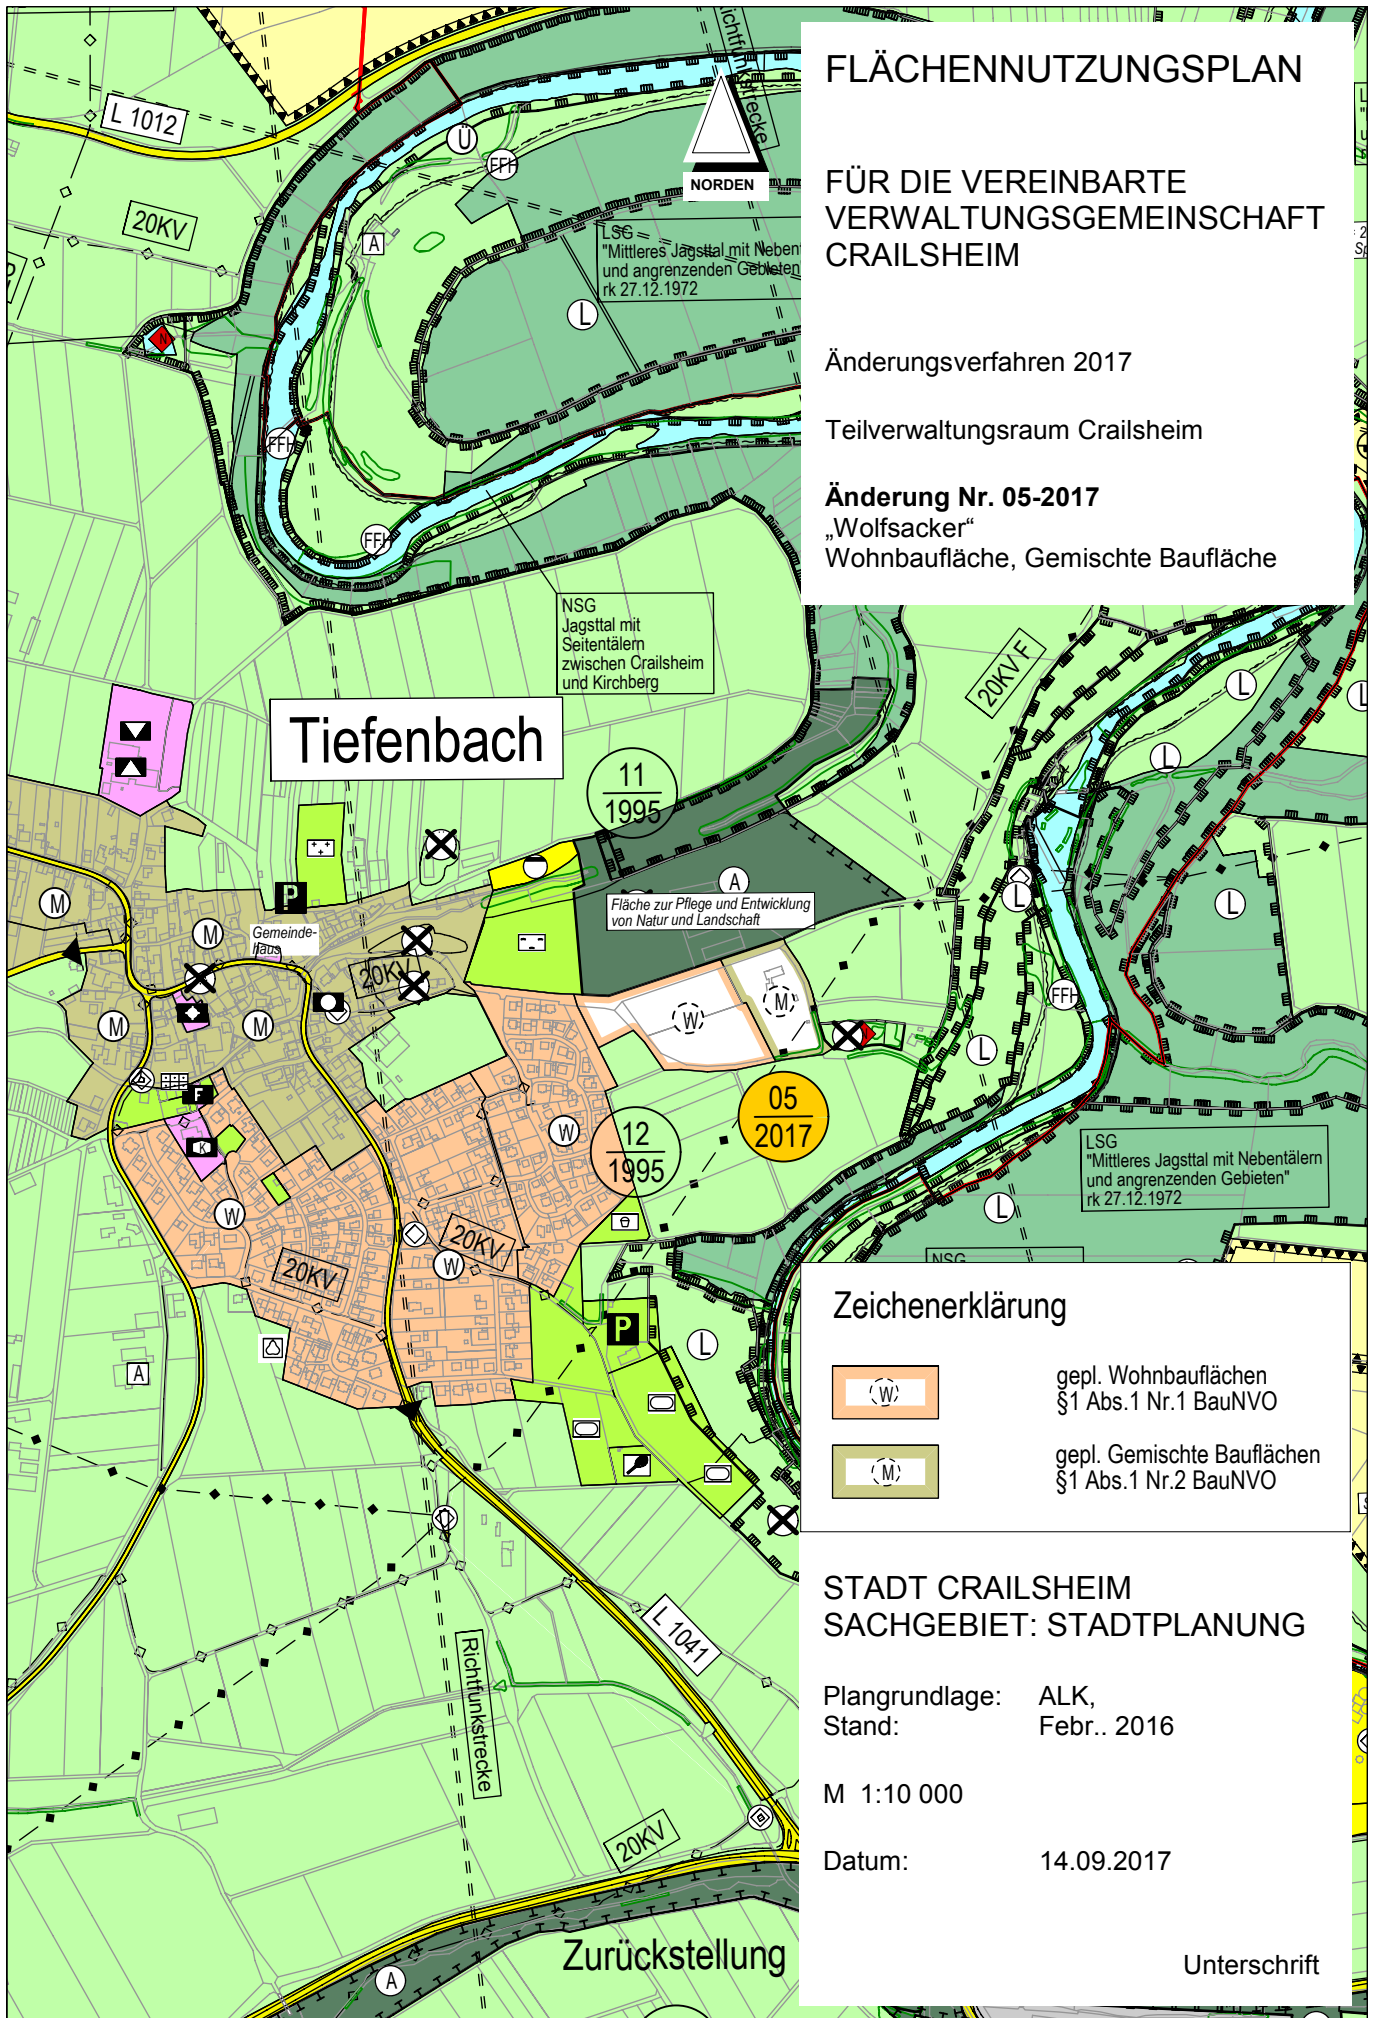 FLÄCHENNUTZUNGSPLAN
FÜR DIE VEREINBARTE
VERWALTUNGSGEMEINSCHAFT
CRAILSHEIM
Änderungsverfahren 2017
Teilverwaltungsraum Crailsheim
Änderung Nr. 05-2017
„Wolfsacker“
Wohnbaufläche, Gemischte Baufläche
L 1012
20KV
Richtfunkstrecke
NORDEN
Ü
FFH
A
LSG
"Mittleres Jagsttal mit Neben
und angrenzenden Gebieten
rk 27.12.1972
L
N
FFH
FFH
NSG
Jagsttal mit
Seitentälern
zwischen Crailsheim
und Kirchberg
20KV F
L
L
L
Tiefenbach
11
1995
A
Fläche zur Pflege und Entwicklung
von Natur und Landschaft
L
L
M
M
P
Gemeinde-
haus
20KV
M
M
W
M
FFH
L
F
K
W
12
1995
05
2017
LSG
"Mittleres Jagsttal mit Nebentälern
und angrenzenden Gebieten"
rk 27.12.1972
L
W
20KV
20KV
W
NSG
P
L
A
Zeichenerklärung
W
gepl. Wohnbauflächen
§1 Abs.1 Nr.1 BauNVO
M
gepl. Gemischte Bauflächen
§1 Abs.1 Nr.2 BauNVO
STADT CRAILSHEIM
SACHGEBIET: STADTPLANUNG
Plangrundlage: ALK,
Stand: Febr.. 2016
M 1:10 000
Datum: 14.09.2017
Unterschrift
L 1041
Richtfunkstrecke
20KV
Zurückstellung
A